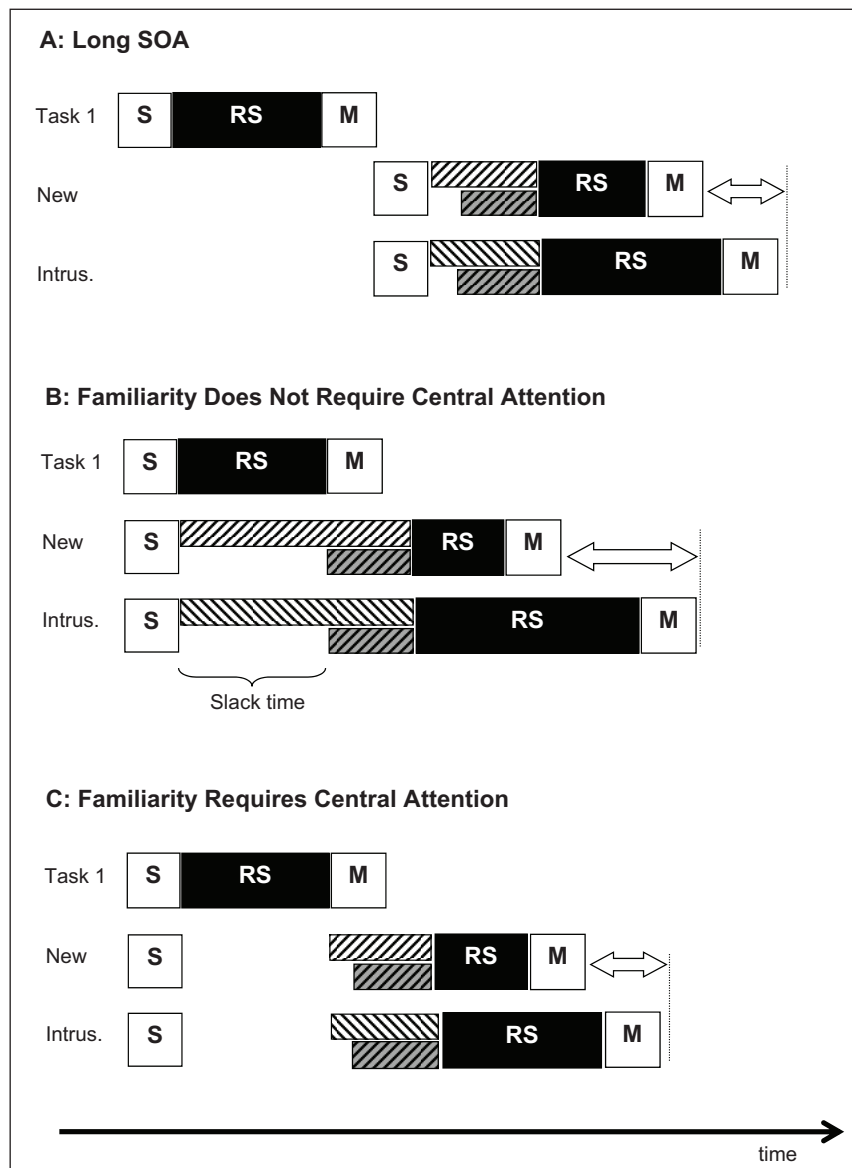 A: Long SOA
Task 1 S RS M
New S RS M
Intrus. S RS M
B: Familiarity Does Not Require Central Attention
Task 1 S RS M
New S RS M
Intrus. S RS M
Slack time
C: Familiarity Requires Central Attention
Task 1 S RS M
New S RS M
Intrus. S RS M
time